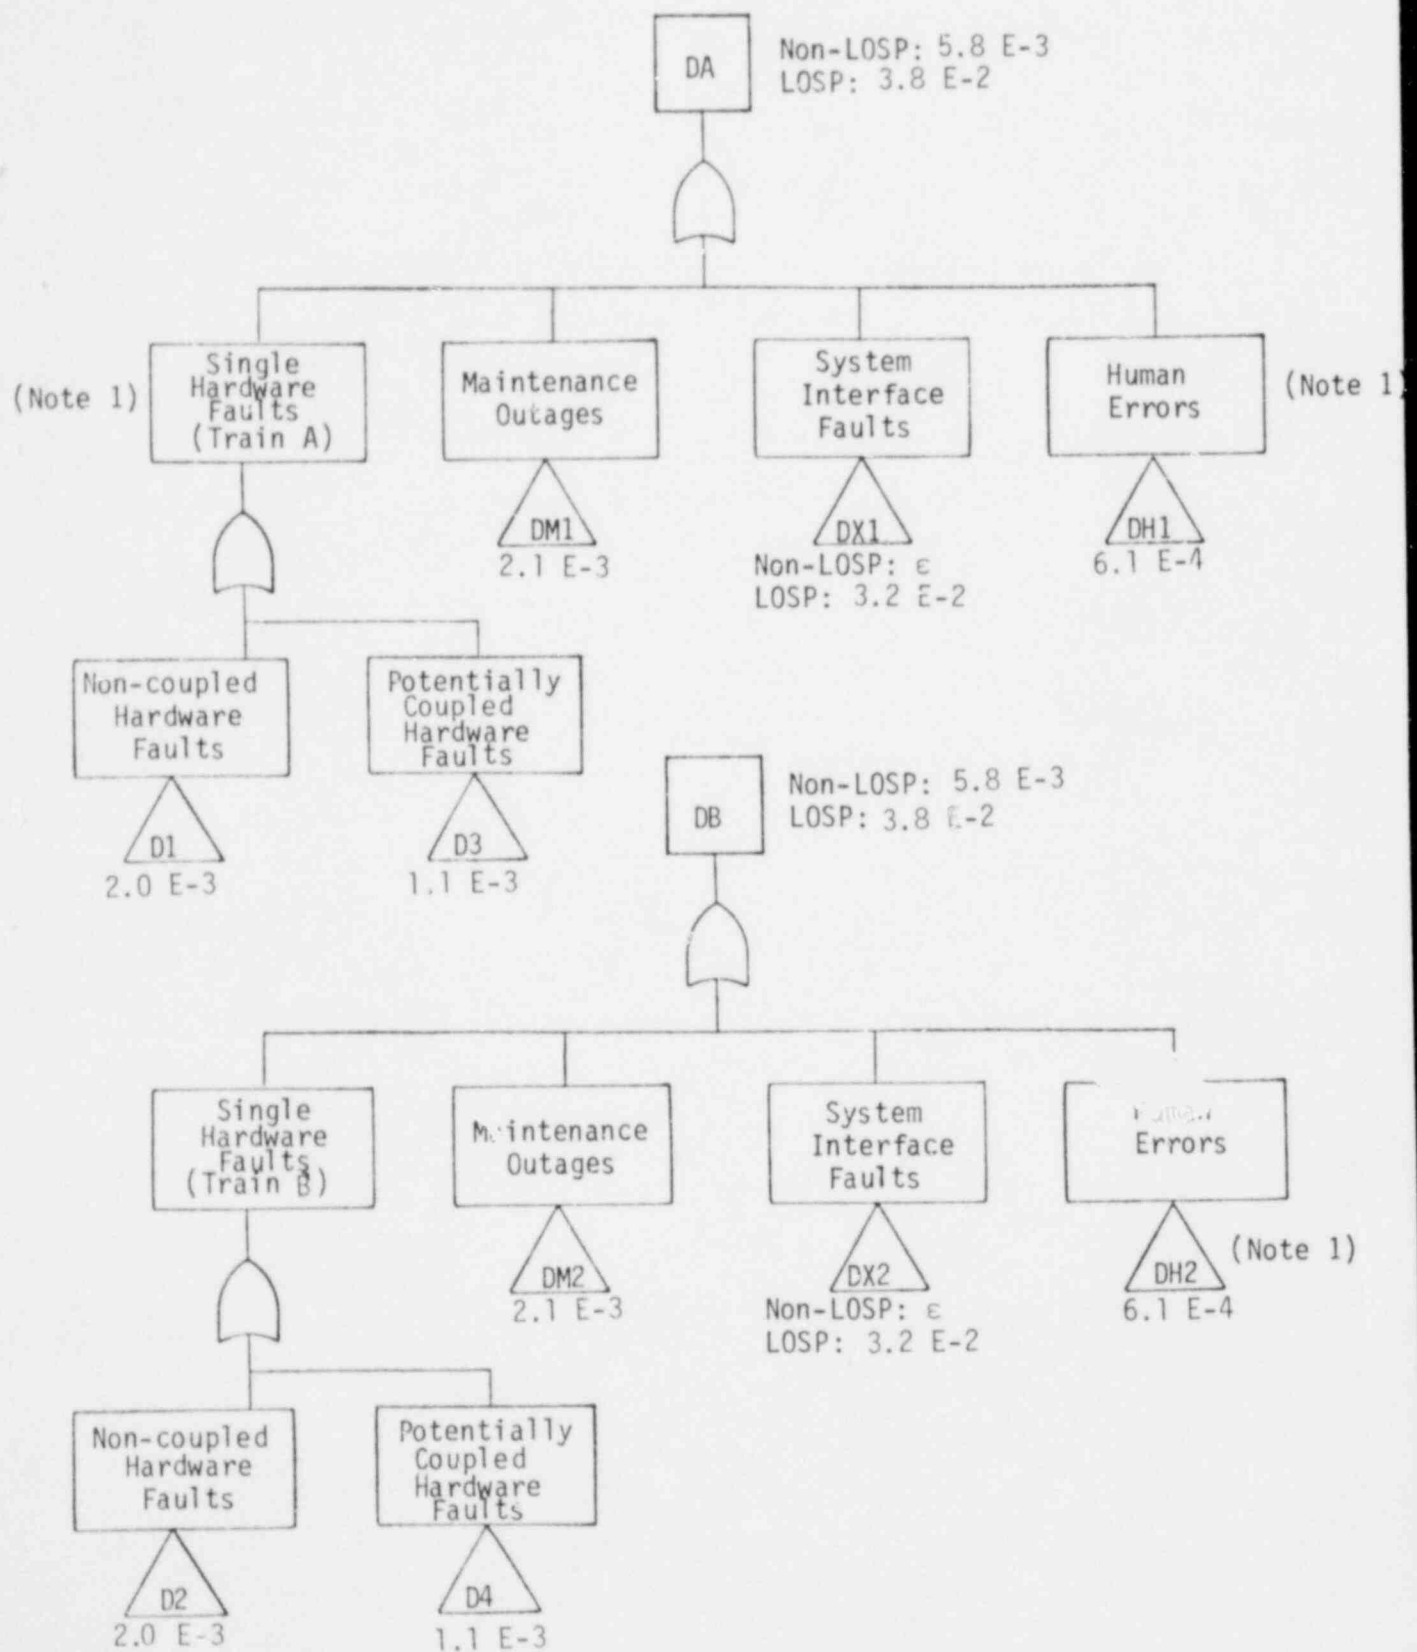 DA
Non-LOSP: 5.8 E-3
LOSP: 3.8 E-2
(Note 1)
Single
Hardware
Faults
(Train A)
Maintenance
Outages
System
Interface
Faults
Human
Errors
(Note 1)
DM1
2.1 E-3
DX1
Non-LOSP: ε
LOSP: 3.2 E-2
DH1
6.1 E-4
Non-coupled
Hardware
Faults
Potentially
Coupled
Hardware
Faults
D1
2.0 E-3
D3
1.1 E-3
DB
Non-LOSP: 5.8 E-3
LOSP: 3.8 E-2
Single
Hardware
Faults
(Train B)
Maintenance
Outages
System
Interface
Faults
Human
Errors
DM2
2.1 E-3
DX2
Non-LOSP: ε
LOSP: 3.2 E-2
DH2
(Note 1)
6.1 E-4
Non-coupled
Hardware
Faults
Potentially
Coupled
Hardware
Faults
D2
2.0 E-3
D4
1.1 E-3